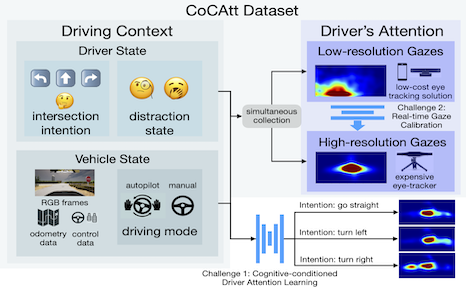 CoCAtt Dataset
Driving Context
Driver State
intersection
intention
distraction
state
Vehicle State
RGB frames
odometry
data
control
data
autopilot
manual
driving mode
simultaneous
collection
Driver's Attention
Low-resolution Gazes
low-cost eye
tracking solution
Challenge 2:
Real-time Gaze
Calibration
High-resolution Gazes
expensive
eye-tracker
Challenge 1: Cognitive-conditioned
Driver Attention Learning
Intention: go straight
Intention: turn left
Intention: turn right